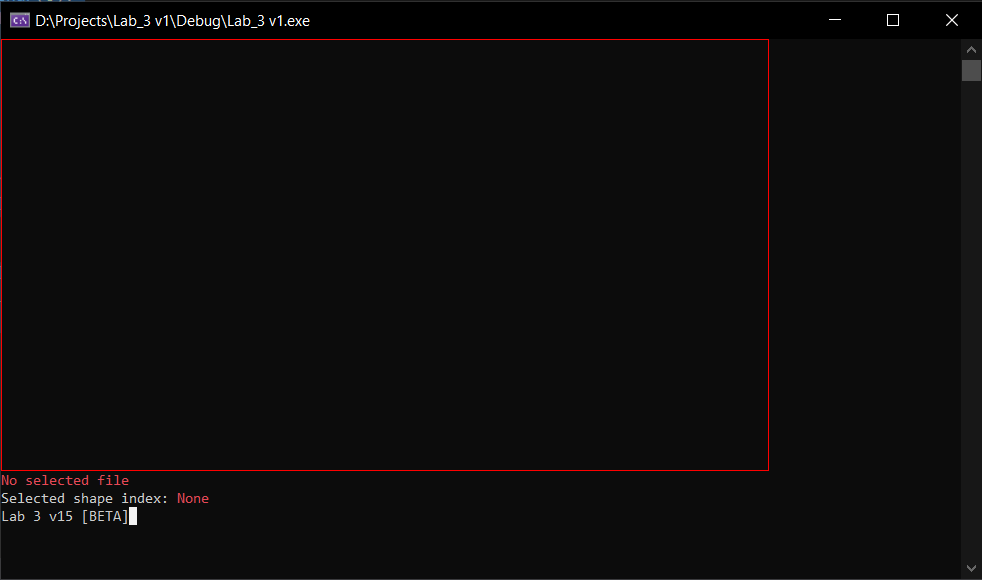 D:\Projects\Lab_3 v1\Debug\Lab_3 v1.exe
No selected file
Selected shape index: None
Lab 3 v15 [BETA]